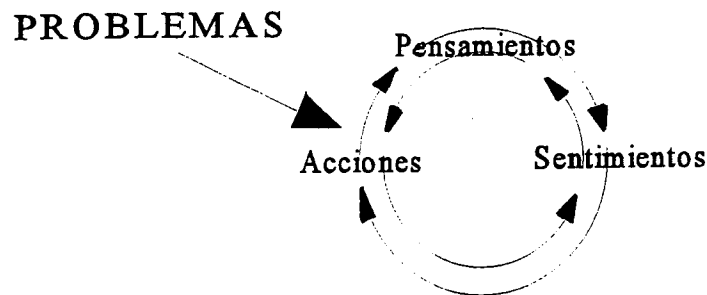 PROBLEMAS
Pensamientos
Acciones
Sentimientos